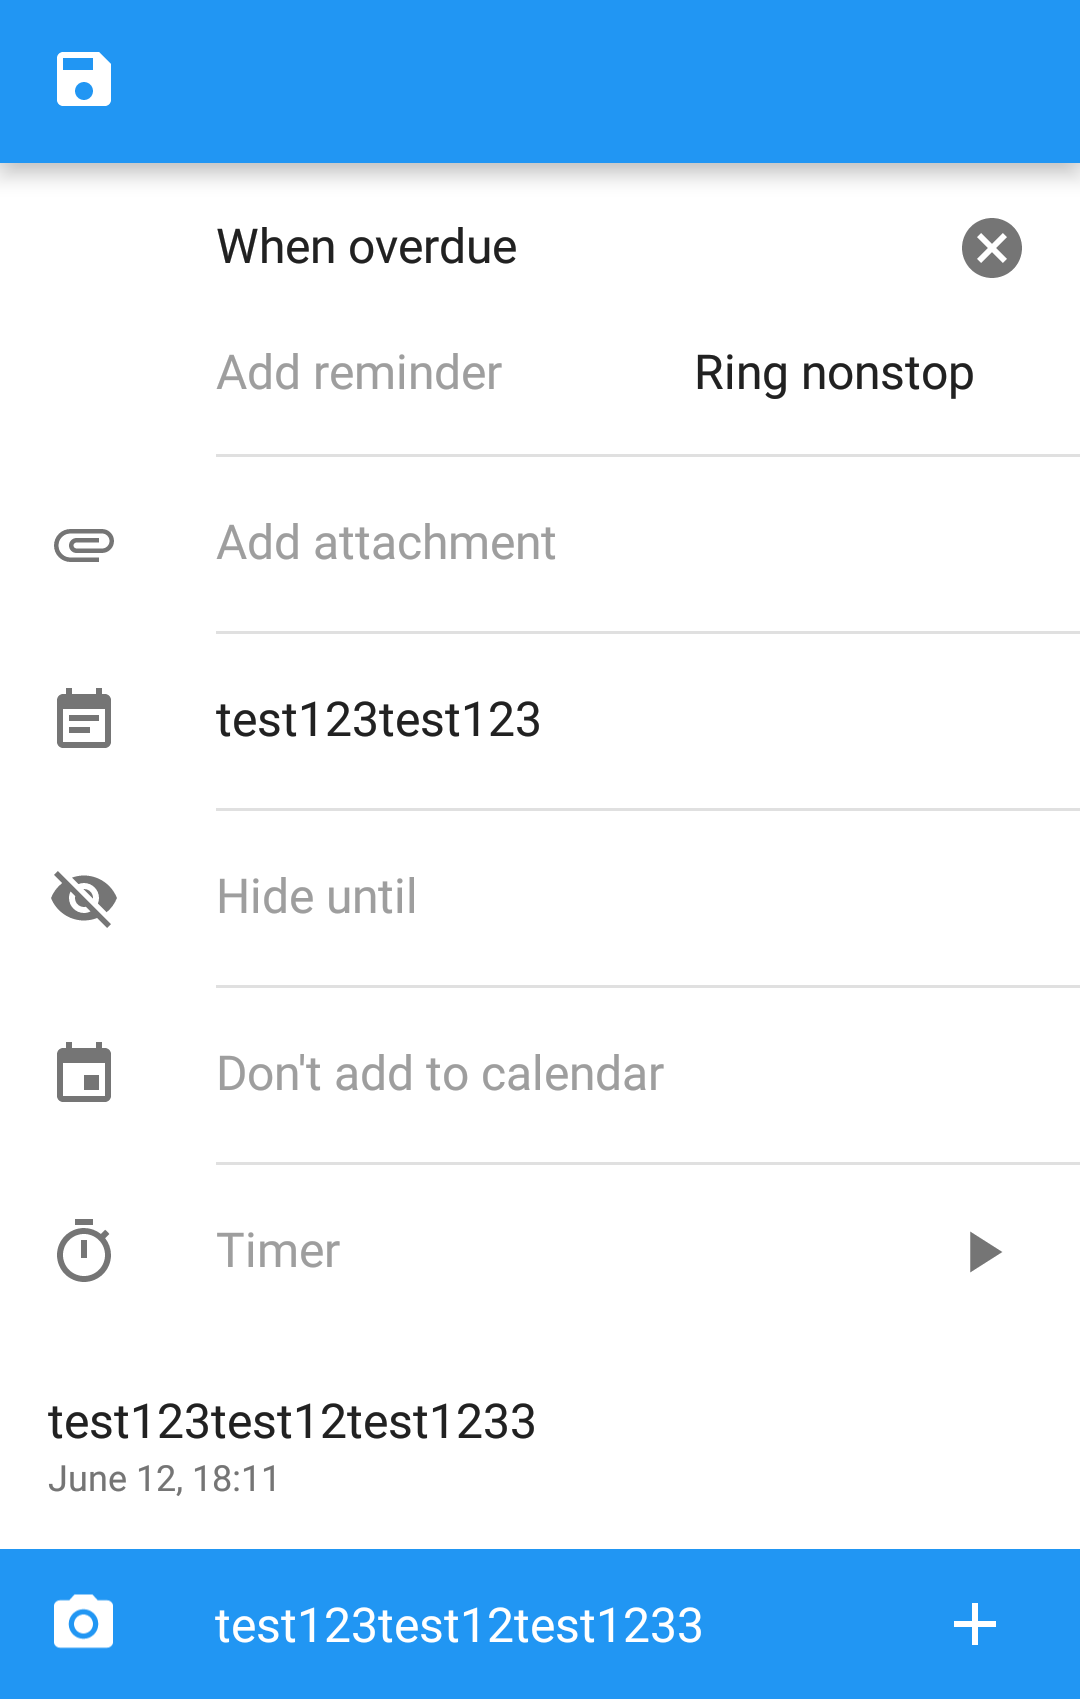 When overdue
Add reminder Ring nonstop
Add attachment
test123test123
Hide until
Don't add to calendar
Timer
test123test12test1233
June 12, 18:11
test123test12test1233